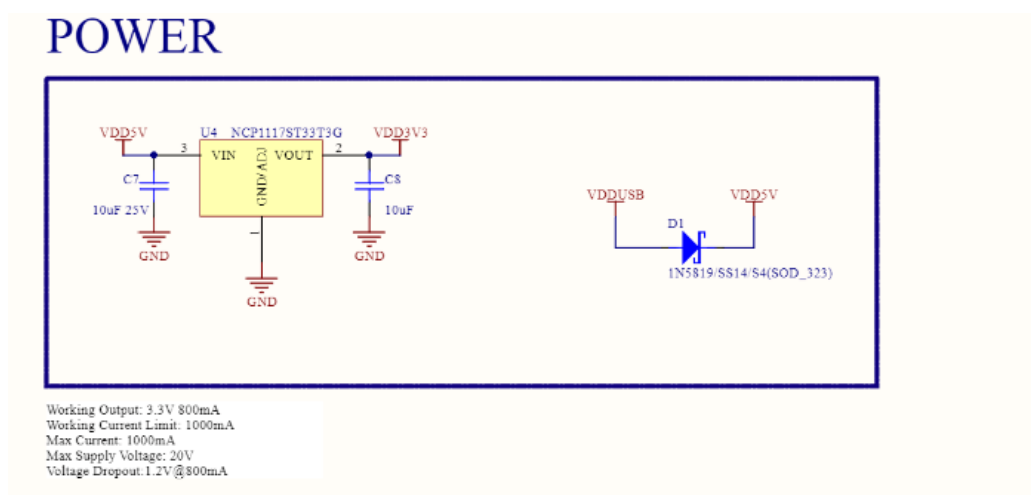 POWER
VDD5V
U4 NCP1117ST33T3G
VDD3V3
3
VIN
GND/ADJ
VOUT
2
C7
10uF 25V
C8
10uF
1
GND
GND
GND
VDDUSB
VDD5V
D1
1N5819/SS14/S4(SOD_323)
Working Output: 3.3V 800mA
Working Current Limit: 1000mA
Max Current: 1000mA
Max Supply Voltage: 20V
Voltage Dropout:1.2V@800mA